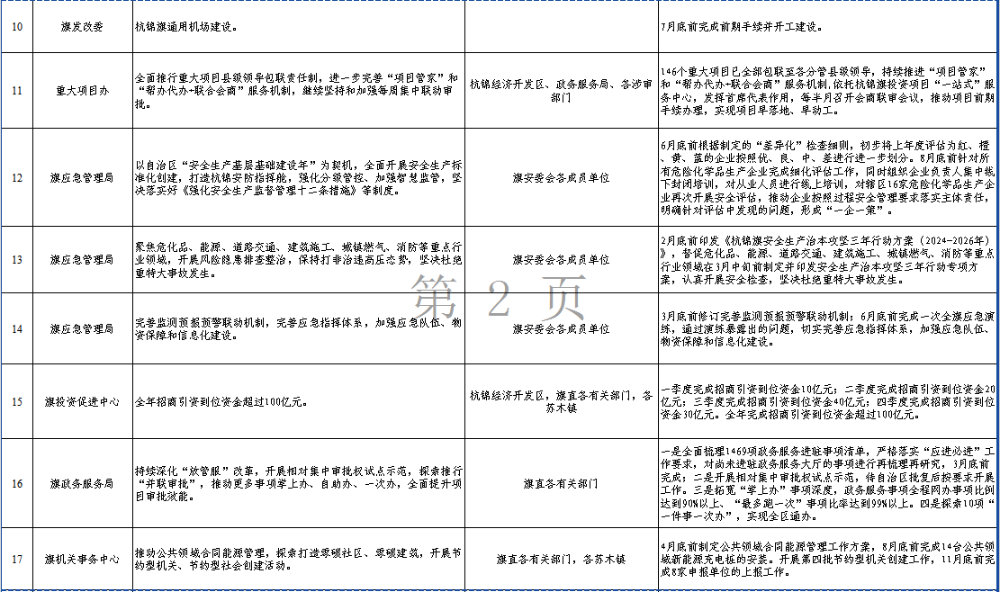 10
旗发改委
杭锦旗通用机场建设。
7月底前完成前期手续并开工建设。
11
重大项目办
全面推行重大项目县级领导包联责任制，进一步完善“项目管家”和
“帮办代办+联合会商”服务机制，继续坚持和加强每周集中联动审
批。
杭锦经济开发区、政务服务局、各涉审
部门
146个重大项目已全部包联至各分管县级领导，持续推进“项目管家”
和“帮办代办+联合会商”服务机制,依托杭锦旗投资项目“一站式”服
务中心，发挥首席代表作用，每半月召开会商联审会议，推动项目前期
手续办理，实现项目早落地、早动工。
12
旗应急管理局
以自治区“安全生产基层基础建设年”为契机，全面开展安全生产标
准化创建，打造杭锦安防指挥舱，强化分级管控、加强智慧监管，坚
决落实好《强化安全生产监督管理十二条措施》等制度。
旗安委会各成员单位
6月底前根据制定的“差异化”检查细则，初步将上年度评估为红、橙
、黄、蓝的企业按照优、良、中、差进行进一步划分。8月底前针对所
有危险化学品生产企业完成细化评估工作，同时组织企业负责人集中线
下封闭培训，对从业人员进行线上培训，对辖区16家危险化学品生产企
业再次开展安全评估，推动企业按照过程安全管理要求落实主体责任，
明确针对评估中发现的问题，形成“一企一策”。
13
旗应急管理局
聚焦危化品、能源、道路交通、建筑施工、城镇燃气、消防等重点行
业领域，开展风险隐患排查整治，保持打非治违高压态势，坚决杜绝
重特大事故发生。
旗安委会各成员单位
2月底前印发《杭锦旗安全生产治本攻坚三年行动方案（2024-2026年）
》，督促危化品、能源、道路交通、建筑施工、城镇燃气、消防等重点
行业领域在3月中旬前制定并印发安全生产治本攻坚三年行动专项方
案，认真开展安全检查，坚决杜绝重特大事故发生。
第 2 页
14
旗应急管理局
完善监测预报预警联动机制，完善应急指挥体系，加强应急队伍、物
资保障和信息化建设。
旗安委会各成员单位
3月底前修订完善监测预报预警联动机制；6月底前完成一次全旗应急演
练，通过演练暴露出的问题，切实完善应急指挥体系，加强应急队伍、
物资保障和信息化建设。
15
旗投资促进中心
全年招商引资到位资金超过100亿元。
杭锦经济开发区，旗直各有关部门，各
苏木镇
一季度完成招商引资到位资金10亿元；二季度完成招商引资到位资金20
亿元；三季度完成招商引资到位资金40亿元；四季度完成招商引资到位
资金30亿元。全年完成招商引资到位资金超过100亿元。
16
旗政务服务局
持续深化“放管服”改革，开展相对集中审批权试点示范，探索推行
“并联审批”，推动更多事项掌上办、自助办、一次办，全面提升项
目审批效能。
旗直各有关部门
一是全面梳理1469项政务服务进驻事项清单，严格落实“应进必进”工
作要求，对尚未进驻政务服务大厅的事项进行再梳理再研究，3月底前
完成；二是开展相对集中审批权试点示范，待自治区批复后按要求开展
工作。三是拓宽“掌上办”事项深度，政务服务事项全程网办事项比例
达到90%以上、“最多跑一次”事项比率达到99%以上。四是探索10项“
一件事一次办”，实现全区通办。
17
旗机关事务中心
推动公共领域合同能源管理，探索打造零碳社区、零碳建筑，开展节
约型机关、节约型社会创建活动。
旗直各有关部门，各苏木镇
4月底前制定公共领域合同能源管理工作方案，8月底前完成14台公共领
域新能源充电桩的安装。开展第四批节约型机关创建工作，11月底前完
成8家申报单位的上报工作。